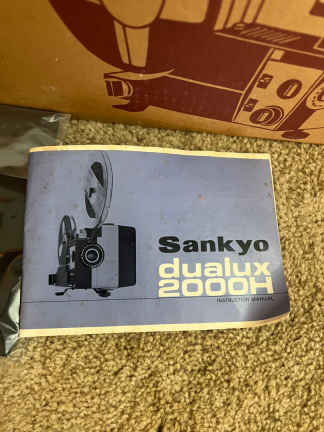 Sankyo
dualux
2000H
INSTRUCTION MANUAL